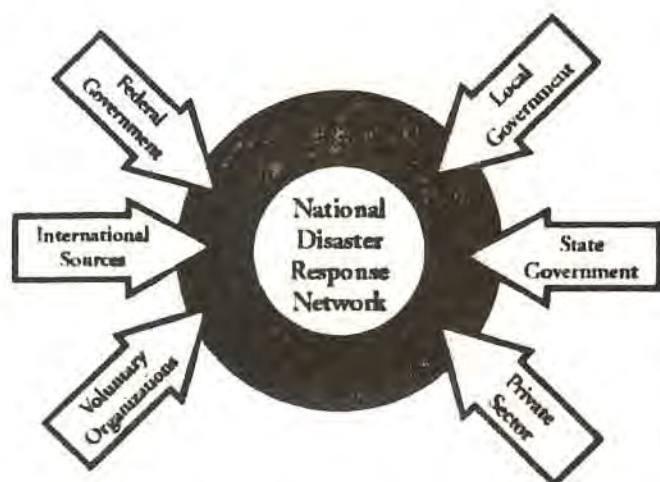 Federal
Government
Local
Government
International
Sources
National
Disaster
Response
Network
State
Government
Voluntary
Organizations
Private
Sector